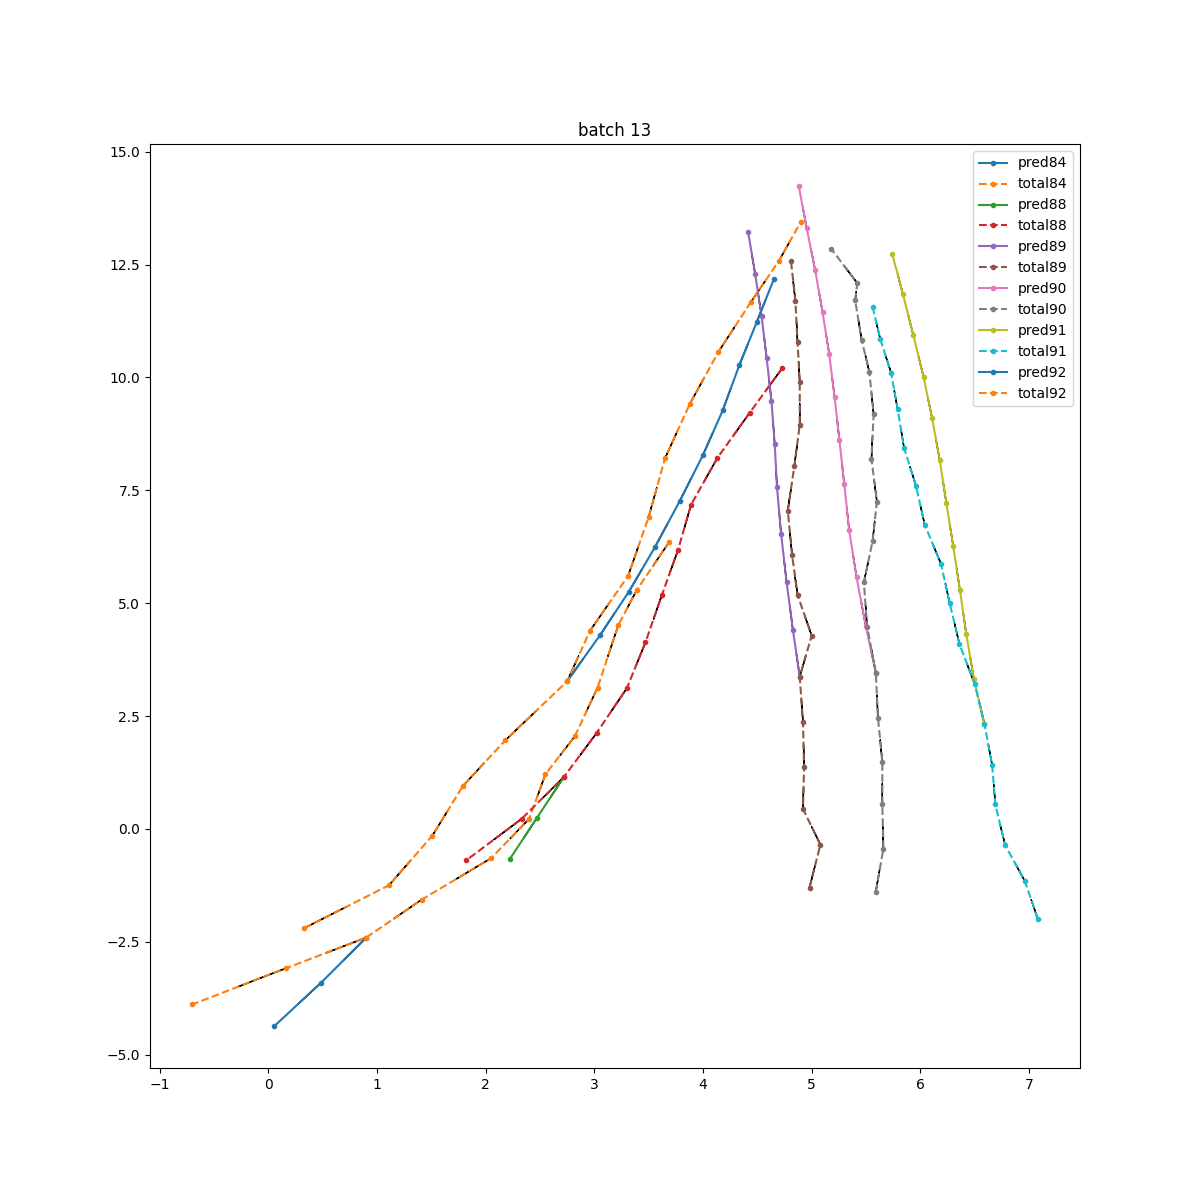 batch 13
15.0
12.5
10.0
7.5
5.0
2.5
0.0
−2.5
−5.0
−1 0 1 2 3 4 5 6 7
pred84
total84
pred88
total88
pred89
total89
pred90
total90
pred91
total91
pred92
total92